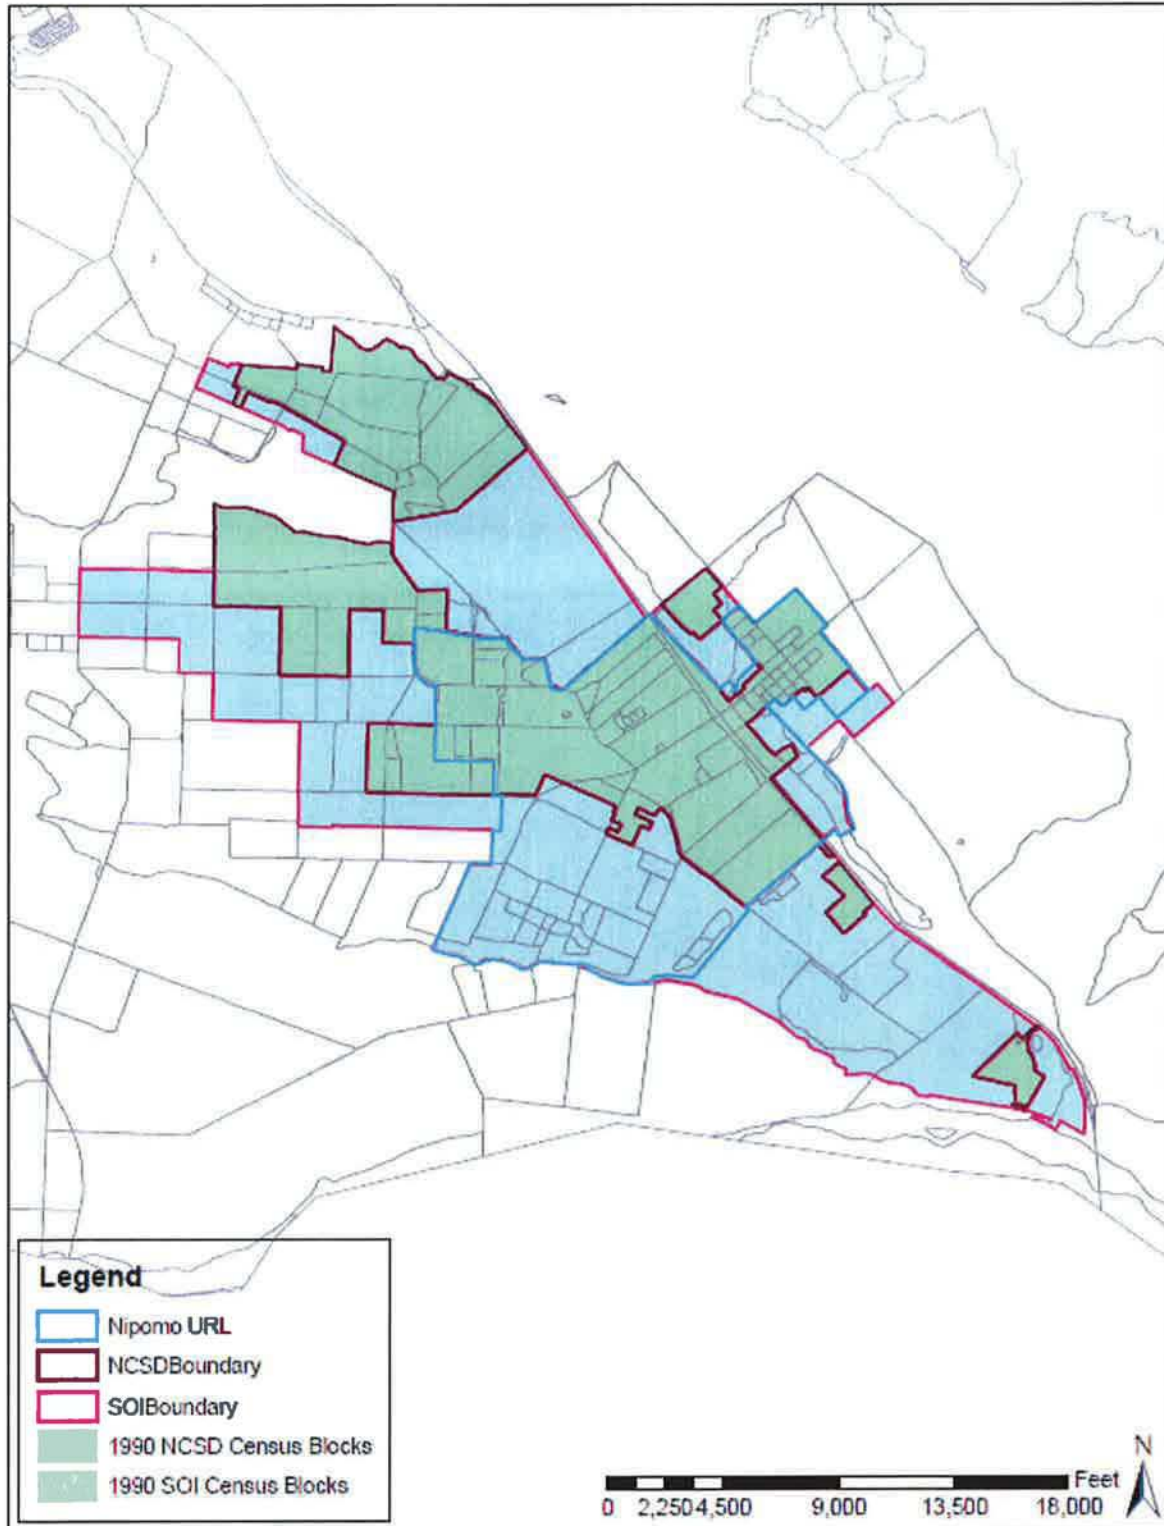 Legend
Nipomo URL
NCSDBoundary
SOIBoundary
1990 NCSD Census Blocks
1990 SOI Census Blocks
N
Feet
0 2,250 4,500 9,000 13,500 18,000